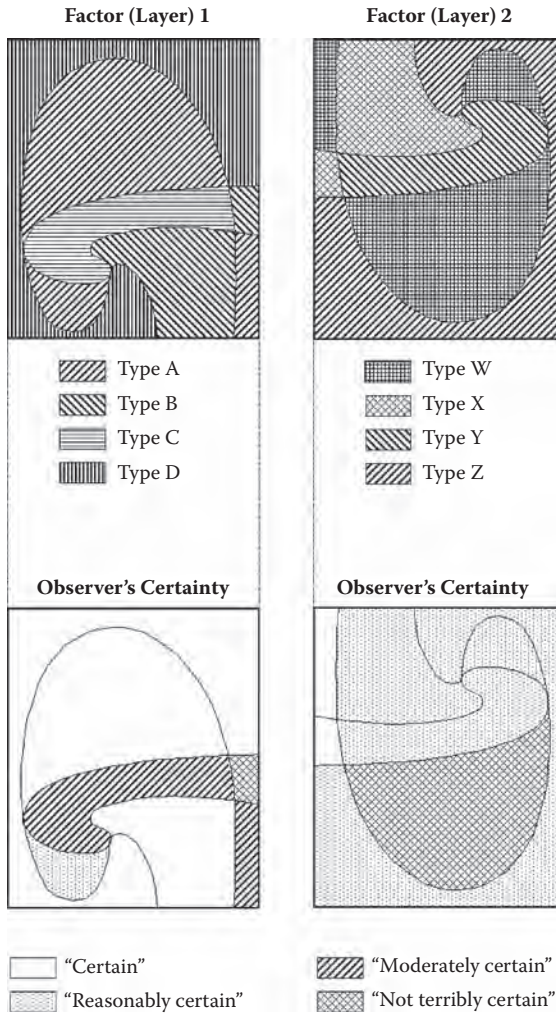 Factor (Layer) 1
Factor (Layer) 2
Type A
Type B
Type C
Type D
Type W
Type X
Type Y
Type Z
Observer's Certainty
Observer's Certainty
“Certain”
“Reasonably certain”
“Moderately certain”
“Not terribly certain”